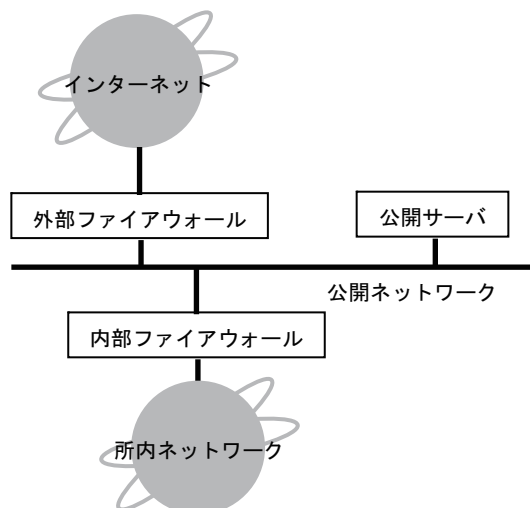 インターネット
外部ファイアウォール
公開サーバ
公開ネットワーク
内部ファイアウォール
所内ネットワーク